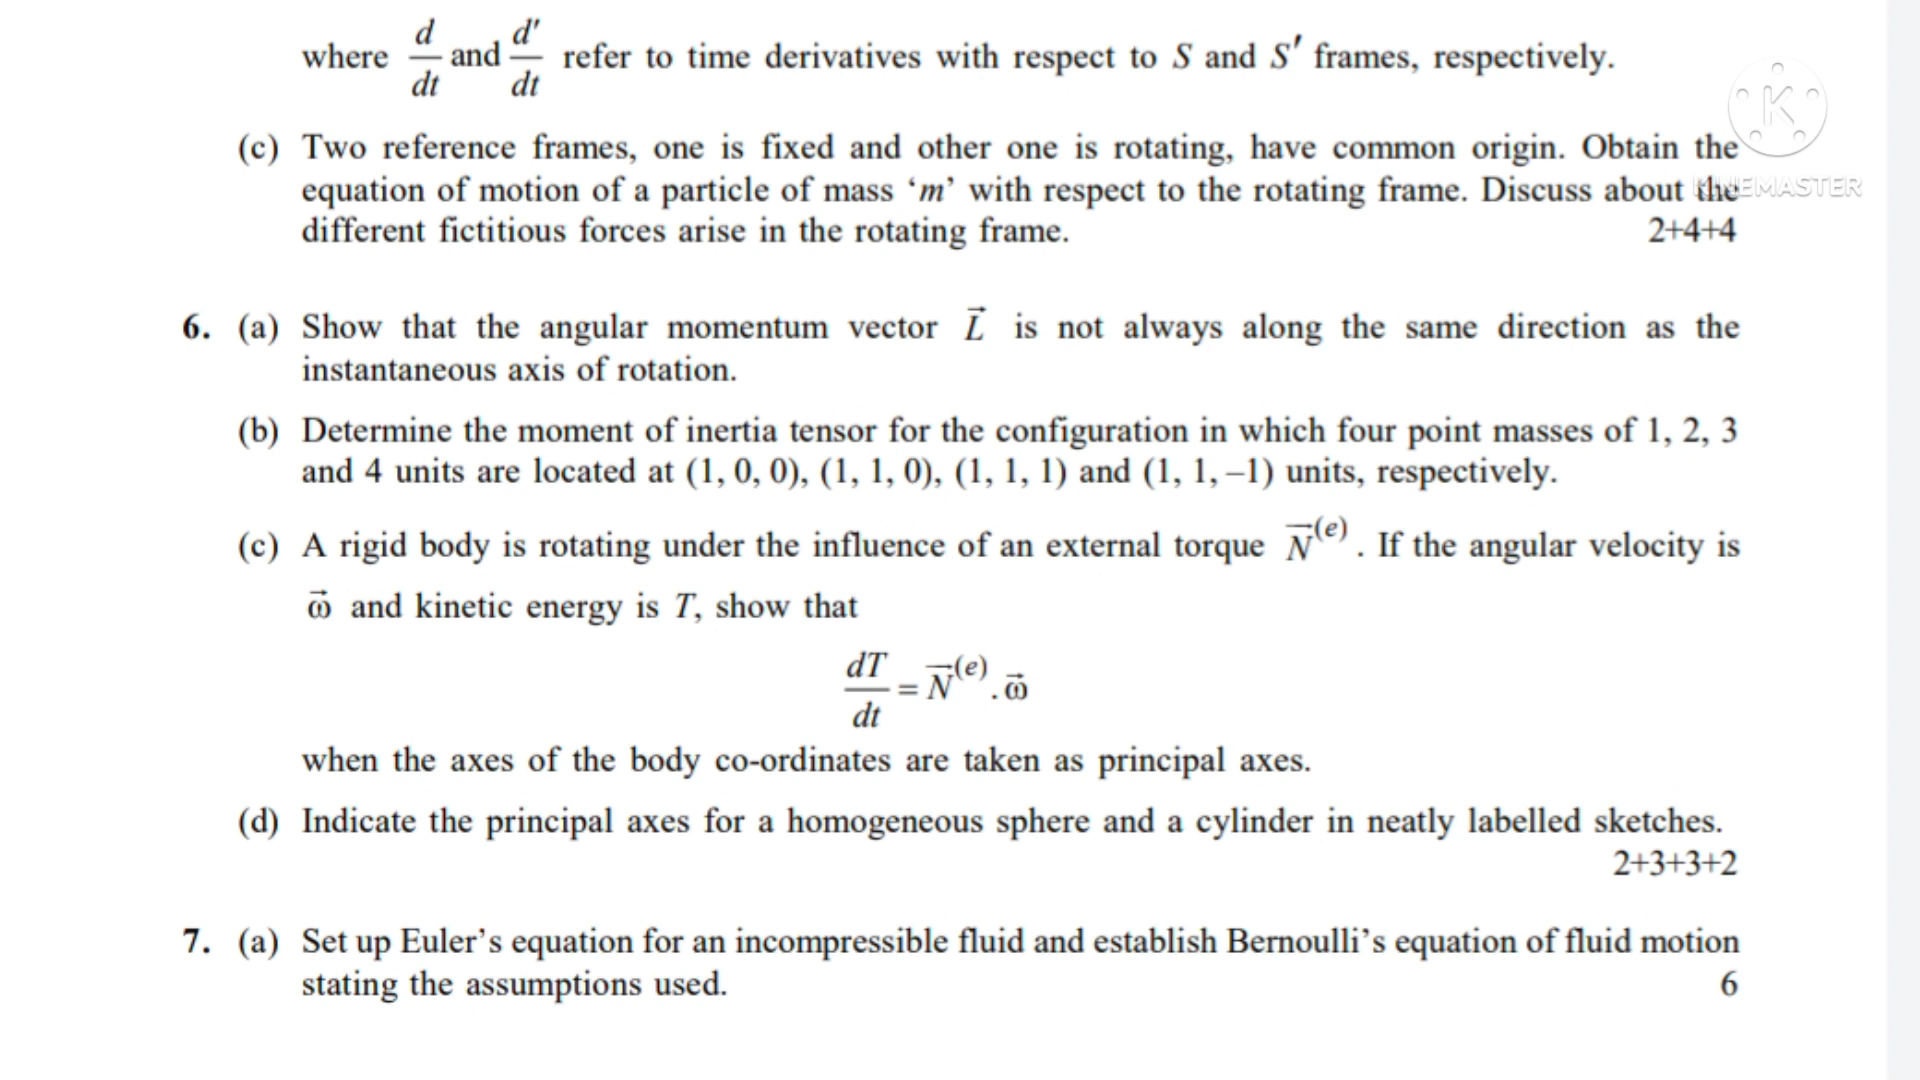 where d/dt and d′/dt refer to time derivatives with respect to S and S′ frames, respectively.
(c) Two reference frames, one is fixed and other one is rotating, have common origin. Obtain the
equation of motion of a particle of mass ‘m’ with respect to the rotating frame. Discuss about the
different fictitious forces arise in the rotating frame. 2+4+4
K
KINEMASTER
6. (a) Show that the angular momentum vector L⃗ is not always along the same direction as the
instantaneous axis of rotation.
(b) Determine the moment of inertia tensor for the configuration in which four point masses of 1, 2, 3
and 4 units are located at (1, 0, 0), (1, 1, 0), (1, 1, 1) and (1, 1, –1) units, respectively.
(c) A rigid body is rotating under the influence of an external torque N⃗⁽ᵉ⁾. If the angular velocity is
ω⃗ and kinetic energy is T, show that
dT/dt = N⃗⁽ᵉ⁾ . ω⃗
when the axes of the body co-ordinates are taken as principal axes.
(d) Indicate the principal axes for a homogeneous sphere and a cylinder in neatly labelled sketches.
2+3+3+2
7. (a) Set up Euler’s equation for an incompressible fluid and establish Bernoulli’s equation of fluid motion
stating the assumptions used. 6